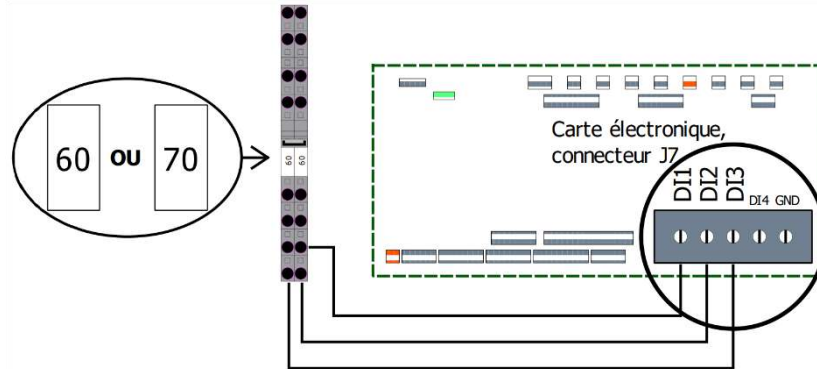 60 OU 70
60 60
Carte électronique,
connecteur J7
DI1 DI2 DI3 DI4 GND